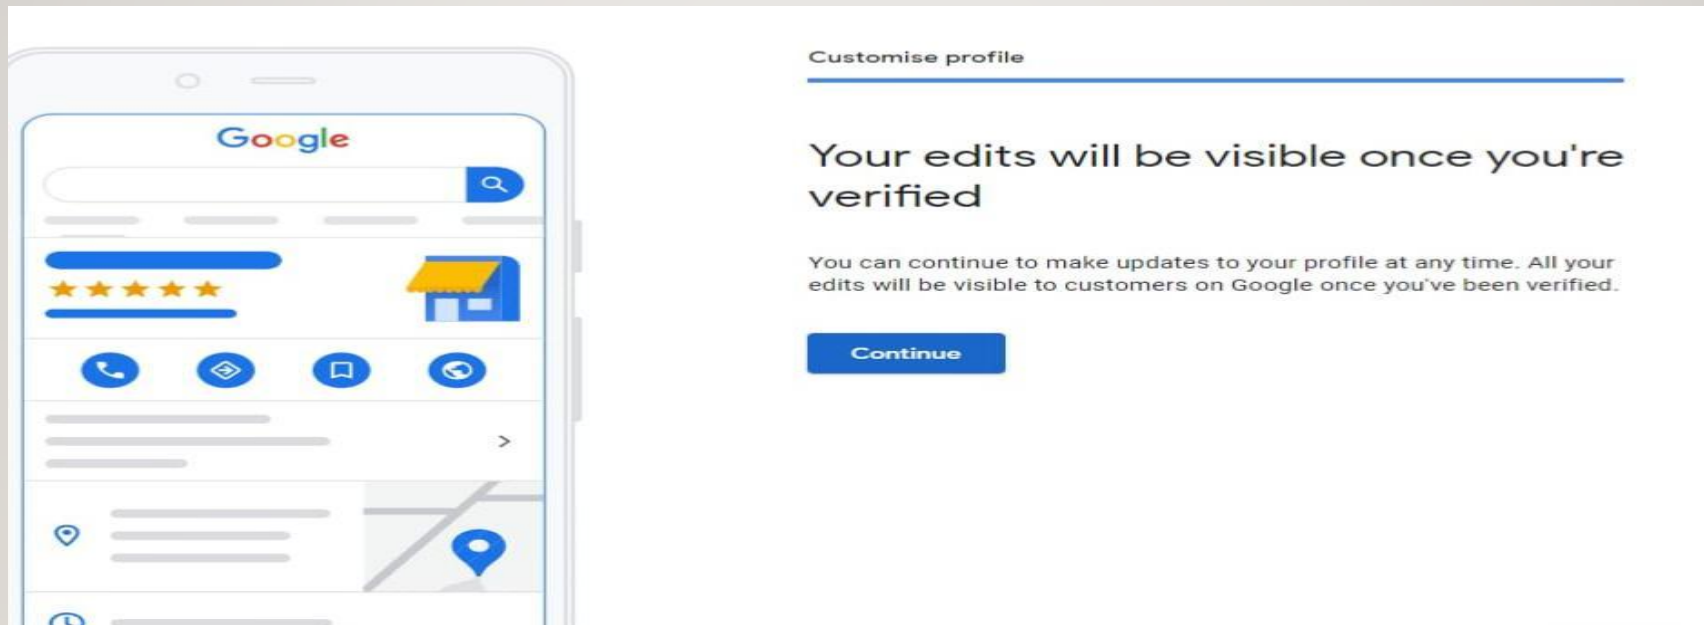 Google
Customise profile
Your edits will be visible once you're
verified
You can continue to make updates to your profile at any time. All your
edits will be visible to customers on Google once you've been verified.
Continue